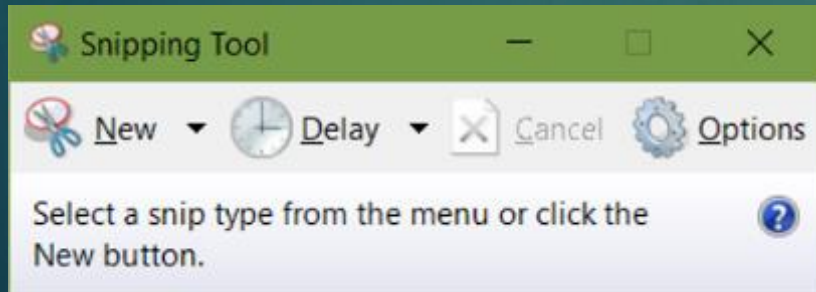 Snipping Tool
New Delay Cancel Options
Select a snip type from the menu or click the
New button.
?